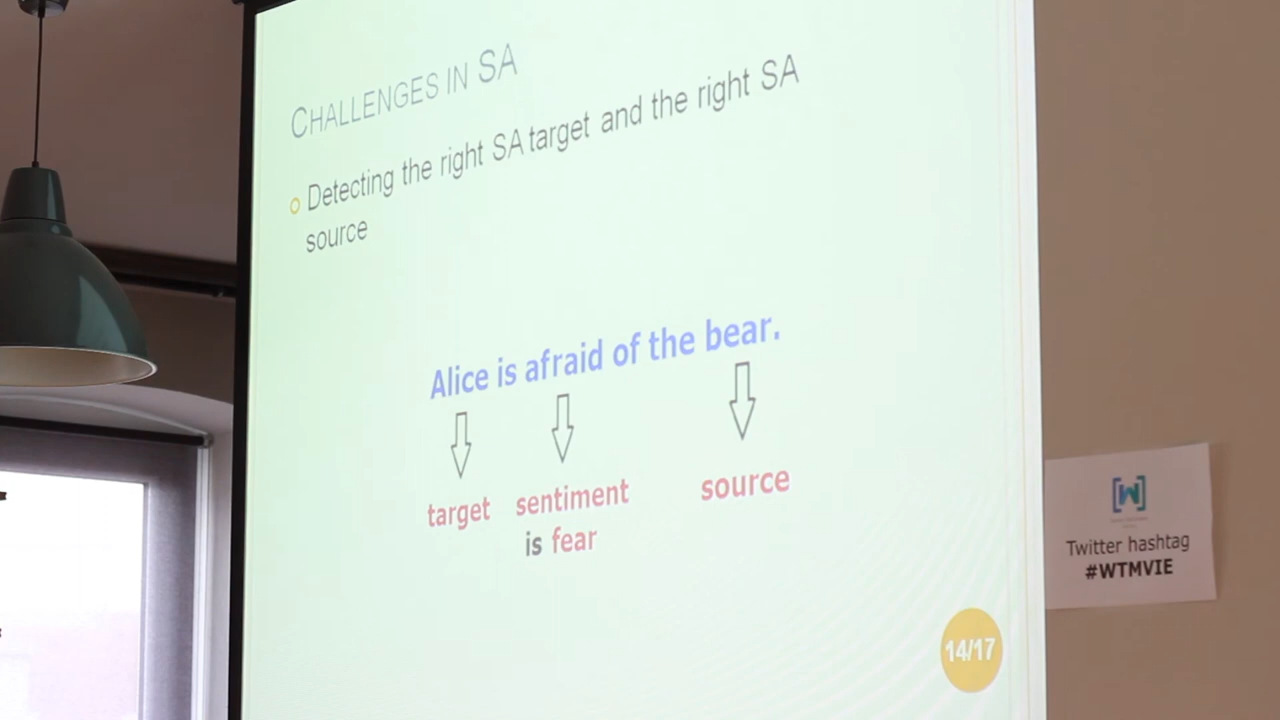 CHALLENGES IN SA
Detecting the right SA target and the right SA
source
Alice is afraid of the bear.
target sentiment source
is fear
14/17
[W]
Twitter hashtag
#WTMVIE